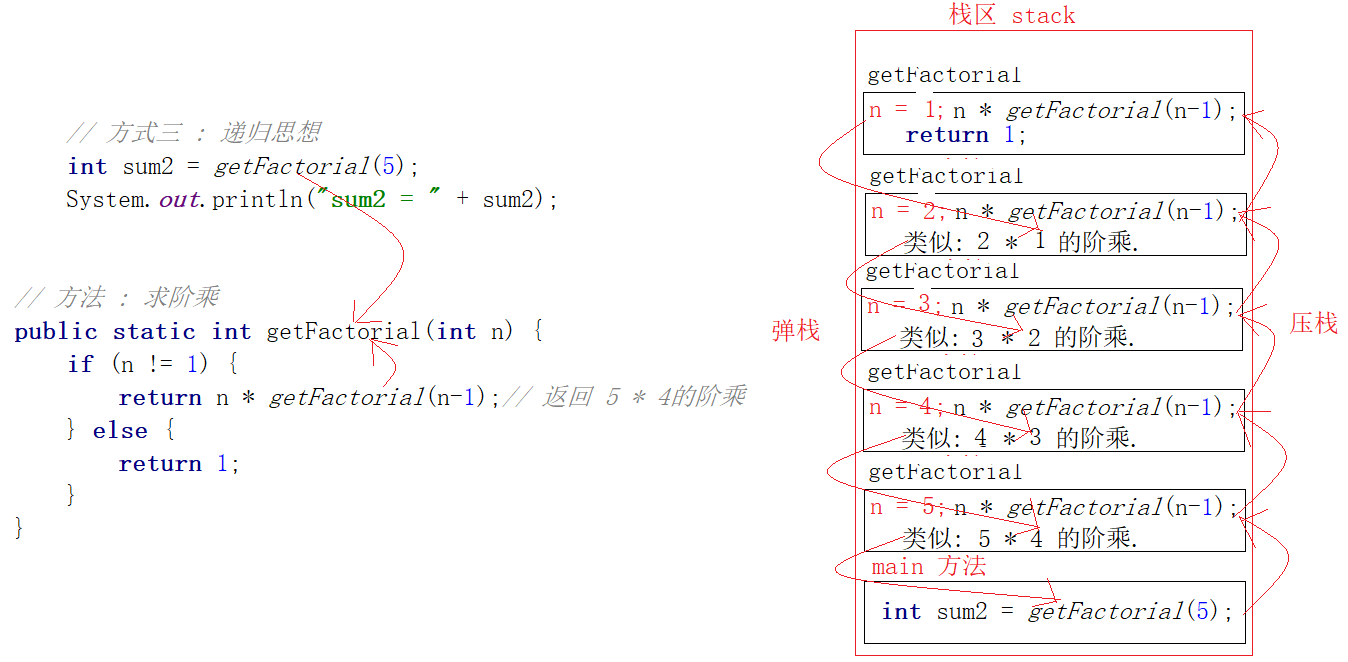 // 方式三 : 递归思想
int sum2 = getFactorial(5);
System.out.println("sum2 = " + sum2);
// 方法 : 求阶乘
public static int getFactorial(int n) {
if (n != 1) {
return n * getFactorial(n-1);// 返回 5 * 4的阶乘
} else {
return 1;
}
}
栈区 stack
getFactorial
n = 1; n * getFactorial(n-1);
return 1;
getFactorial
n = 2; n * getFactorial(n-1);
类似: 2 * 1 的阶乘.
getFactorial
n = 3; n * getFactorial(n-1);
类似: 3 * 2 的阶乘.
弹栈
压栈
getFactorial
n = 4; n * getFactorial(n-1);
类似: 4 * 3 的阶乘.
getFactorial
n = 5; n * getFactorial(n-1);
类似: 5 * 4 的阶乘.
main 方法
int sum2 = getFactorial(5);